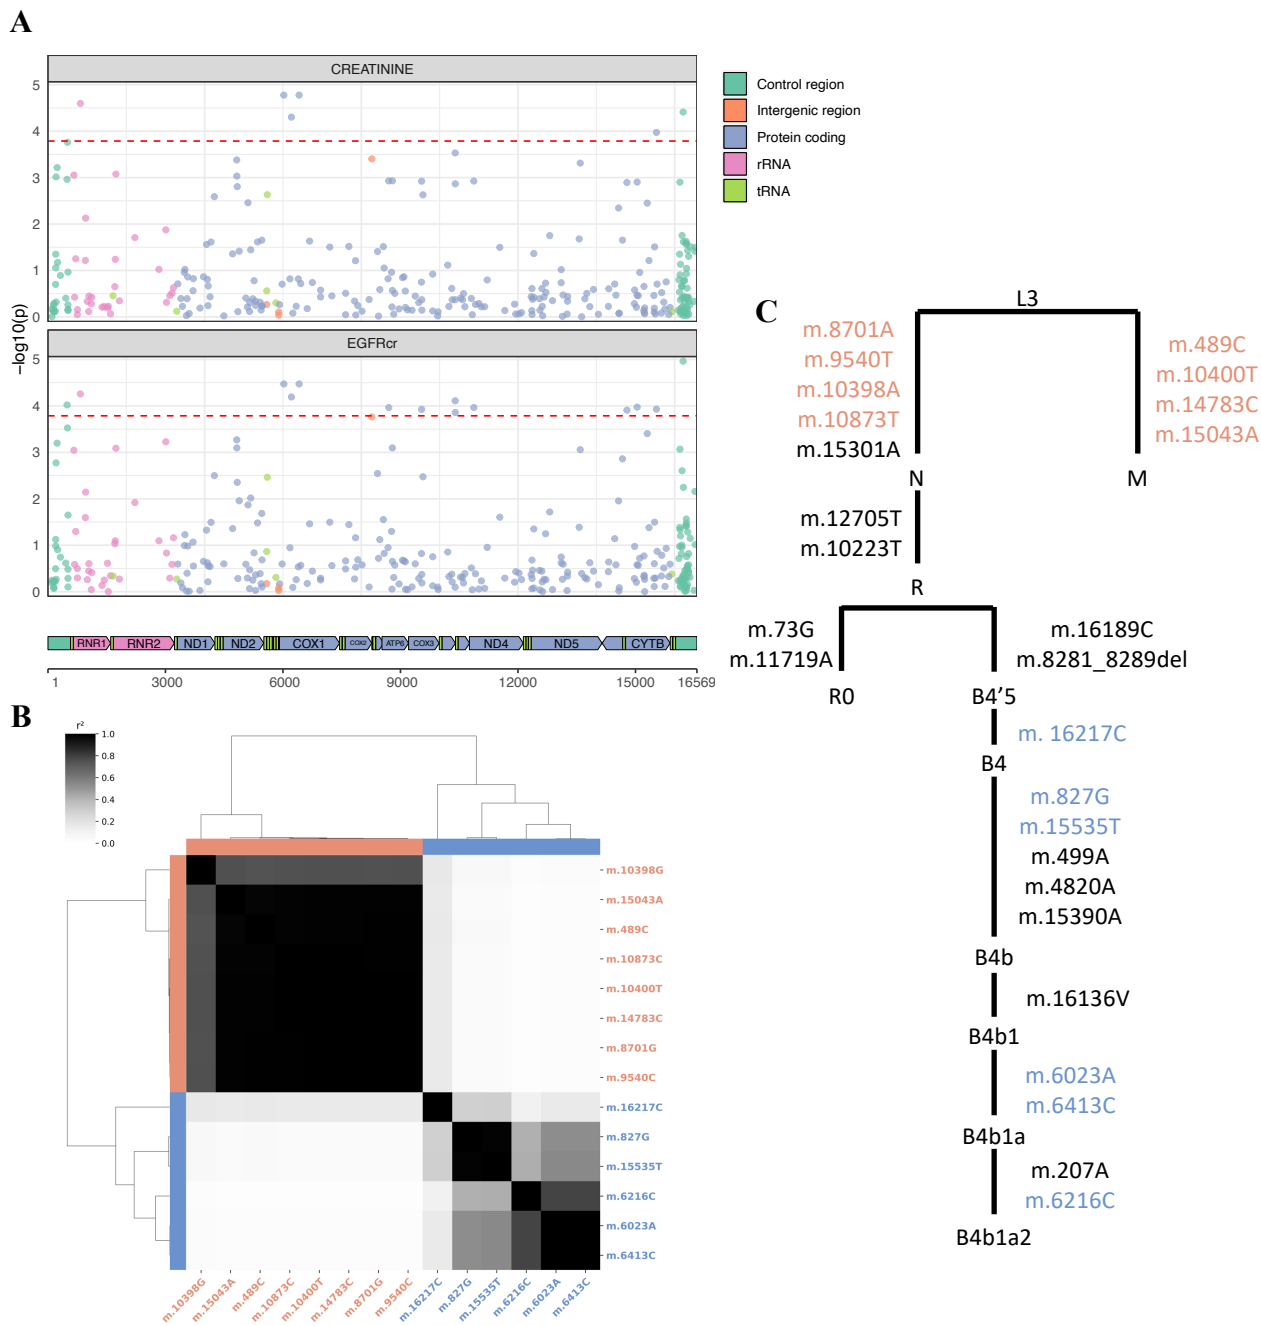 A
CREATININE
5
4
3
2
1
0
−log10(p)
EGFRcr
5
4
3
2
1
0
RNR1 RNR2 ND1 ND2 COX1 COX2 ATP6 COX3 ND4 ND5 CYTB
1 3000 6000 9000 12000 15000 16569
Control region
Intergenic region
Protein coding
rRNA
tRNA
B
r²
1.0
0.8
0.6
0.4
0.2
0.0
m.10398G
m.15043A
m.489C
m.10873C
m.10400T
m.14783C
m.8701G
m.9540C
m.16217C
m.827G
m.15535T
m.6216C
m.6023A
m.6413C
m.10398G m.15043A m.489C m.10873C m.10400T m.14783C m.8701G m.9540C m.16217C m.827G m.15535T m.6216C m.6023A m.6413C
C
L3
m.8701A
m.9540T
m.10398A
m.10873T
m.15301A
m.489C
m.10400T
m.14783C
m.15043A
N
M
m.12705T
m.10223T
R
m.73G
m.11719A
m.16189C
m.8281_8289del
R0
B4’5
m. 16217C
B4
m.827G
m.15535T
m.499A
m.4820A
m.15390A
B4b
m.16136V
B4b1
m.6023A
m.6413C
B4b1a
m.207A
m.6216C
B4b1a2